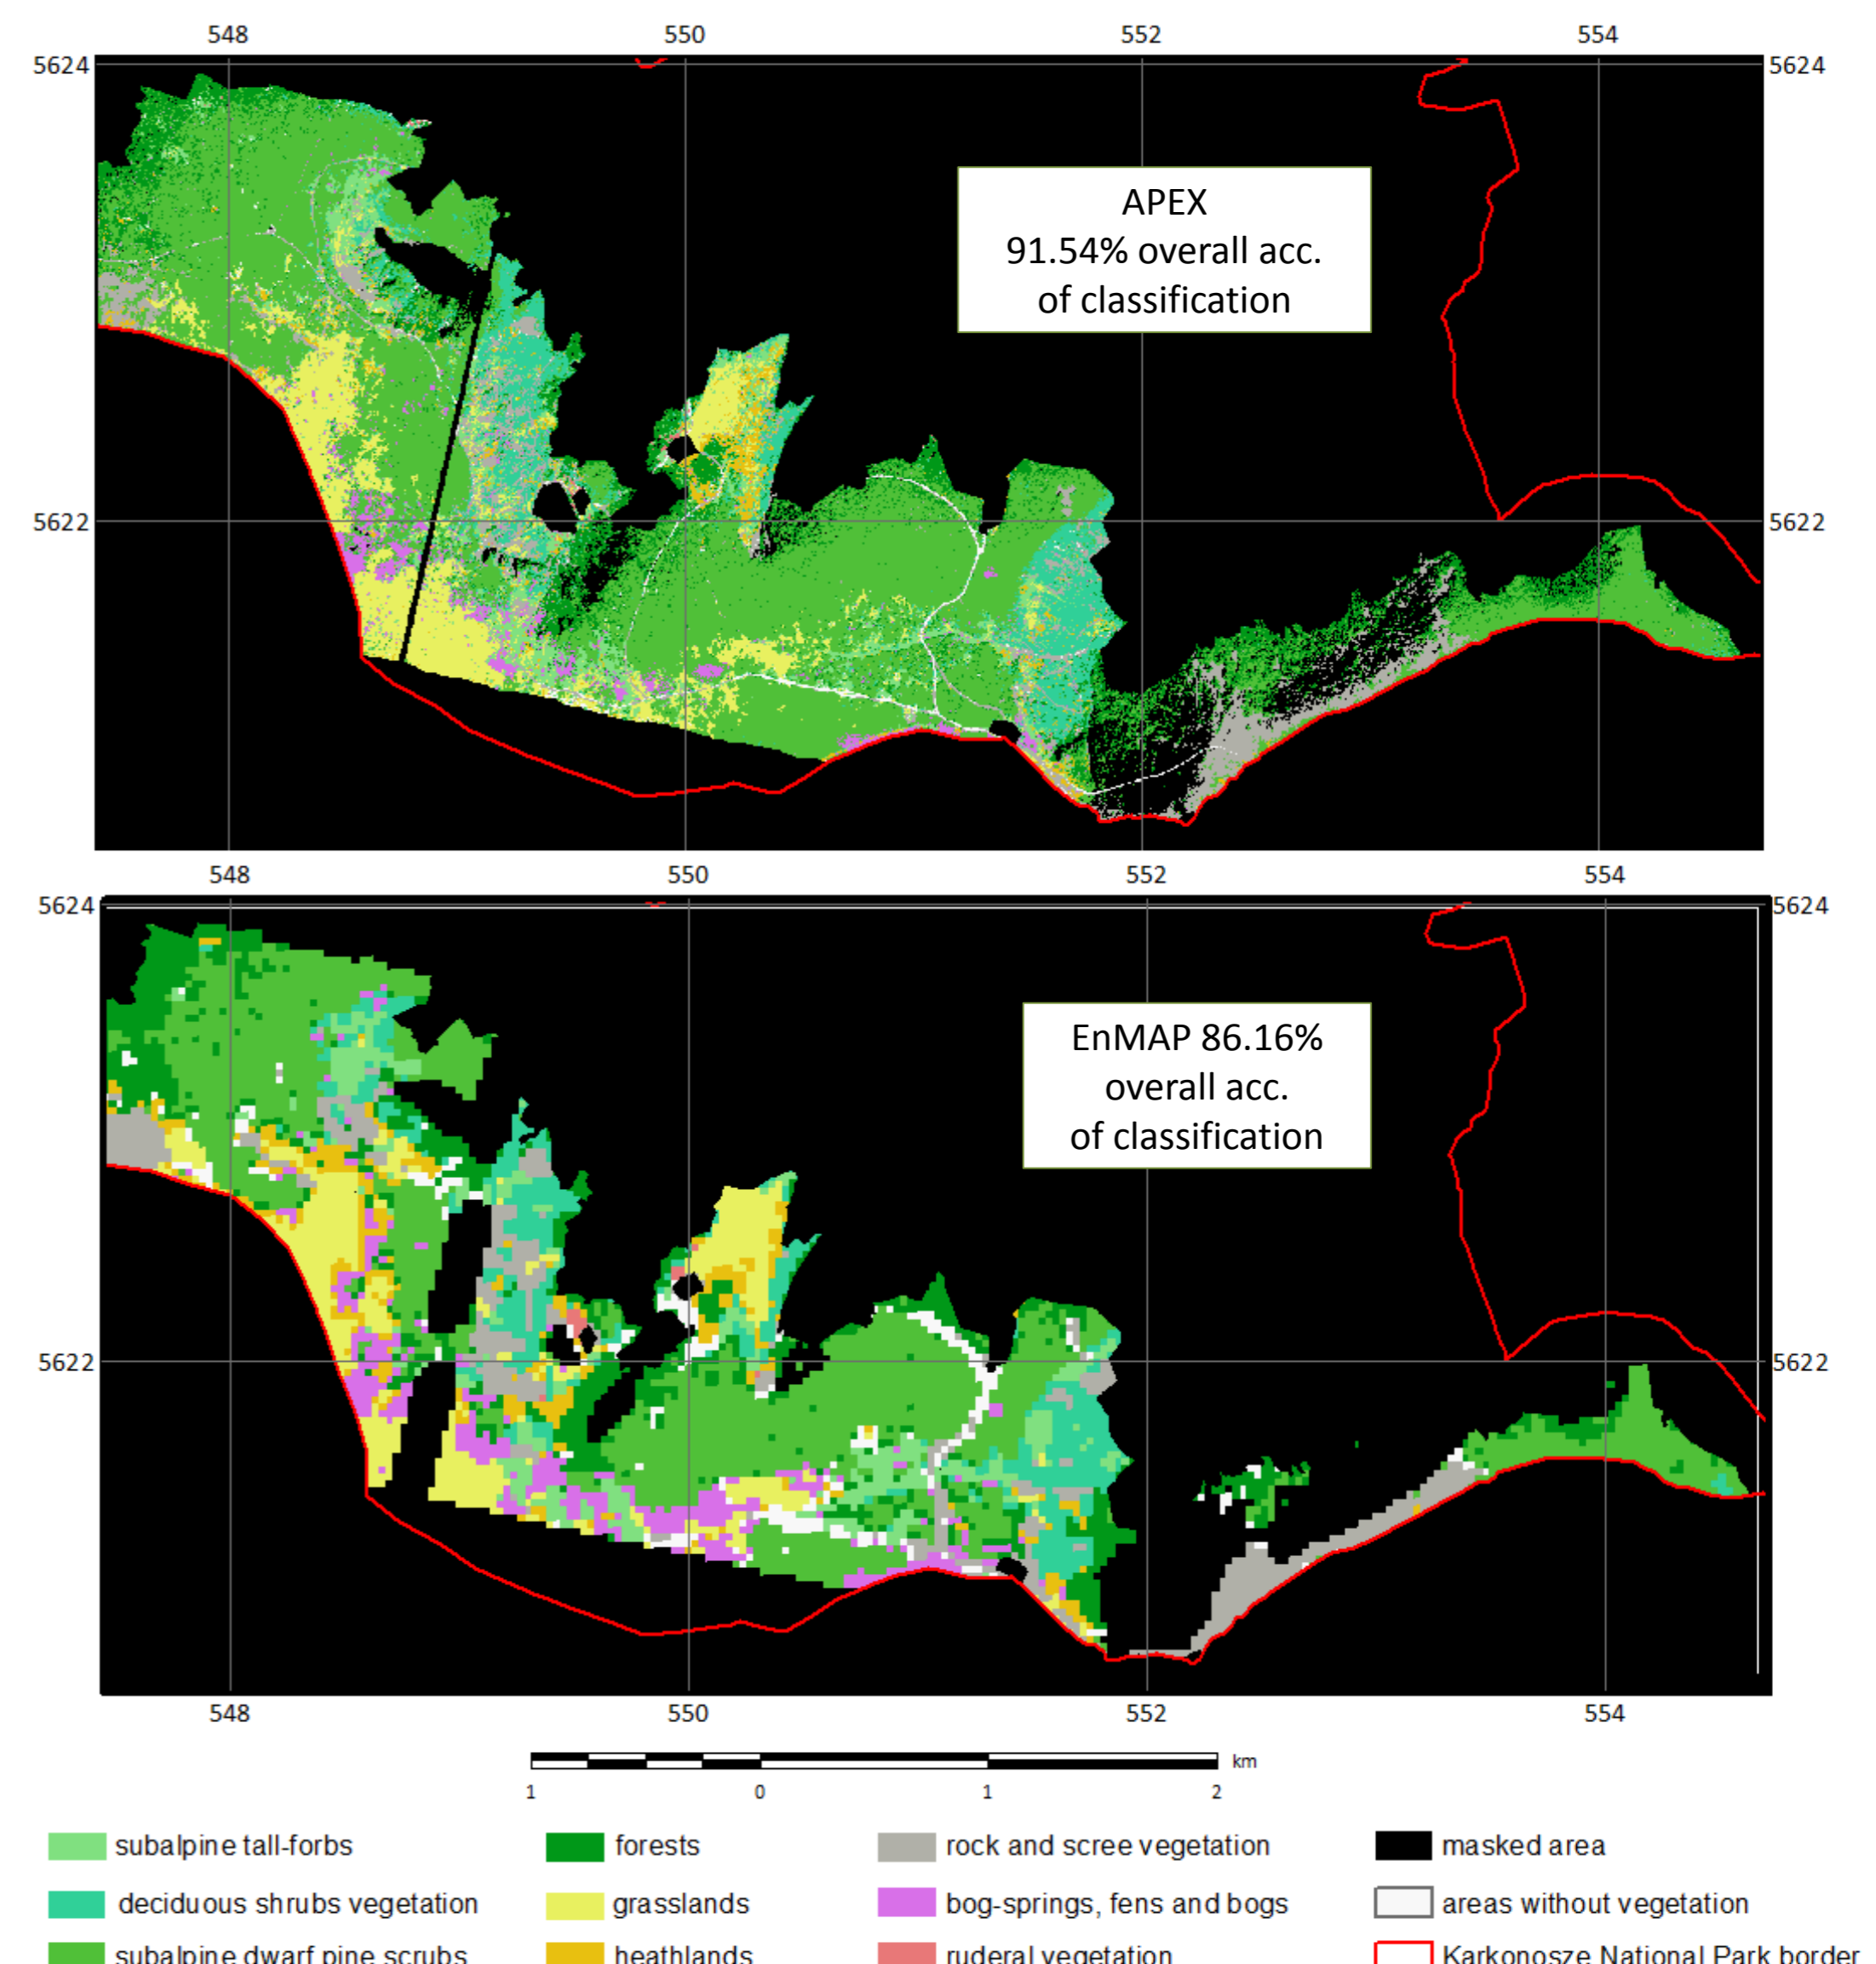 548 550 552 554
5624 5624
APEX
91.54% overall acc.
of classification
5622 5622
548 550 552 554
5624 5624
EnMAP 86.16%
overall acc.
of classification
5622 5622
548 550 552 554
km
1 0 1 2
subalpine tall-forbs forests rock and scree vegetation masked area
deciduous shrubs vegetation grasslands bog-springs, fens and bogs areas without vegetation
subalpine dwarf pine scrubs heathlands ruderal vegetation Karkonosze National Park border